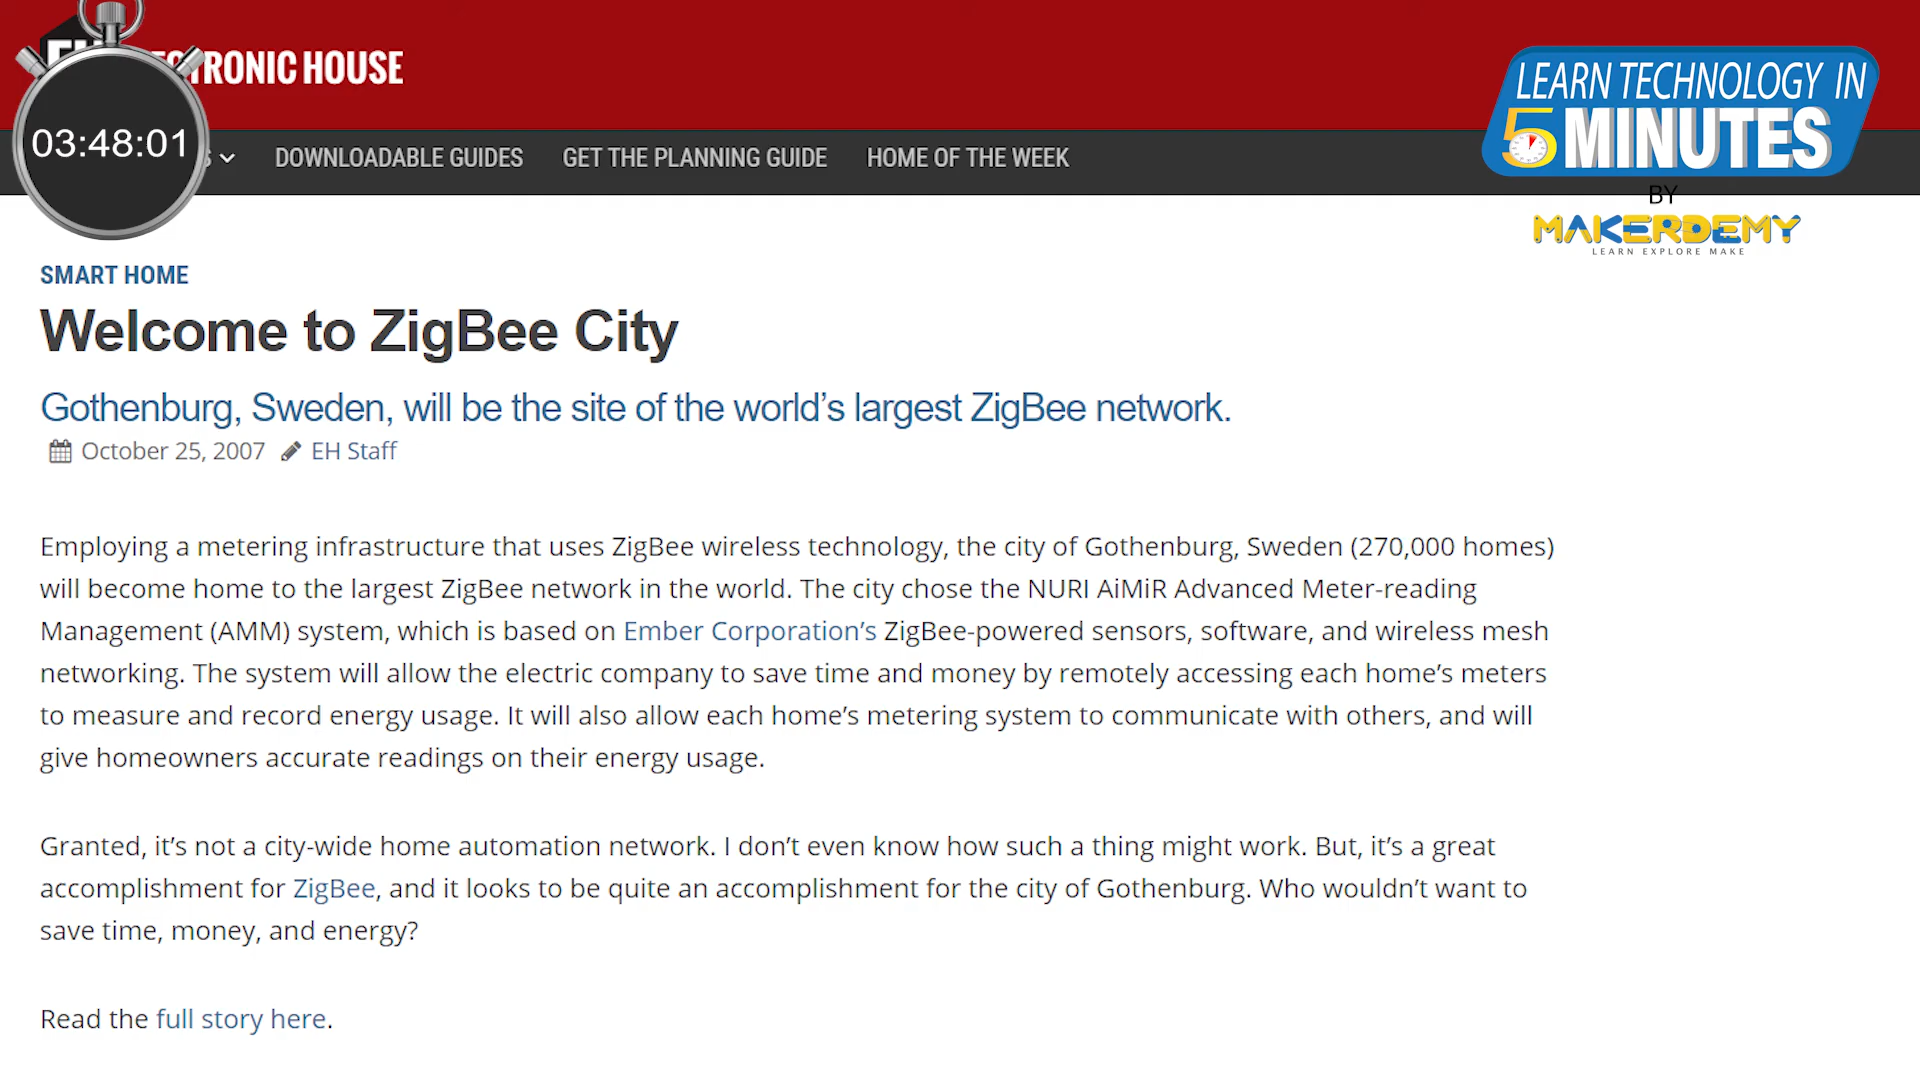 RONIC HOUSE
03:48:01
DOWNLOADABLE GUIDES
GET THE PLANNING GUIDE
HOME OF THE WEEK
LEARN TECHNOLOGY IN
5 MINUTES
BY
MAKERDEMY
LEARN EXPLORE MAKE
SMART HOME
Welcome to ZigBee City
Gothenburg, Sweden, will be the site of the world’s largest ZigBee network.
October 25, 2007 EH Staff
Employing a metering infrastructure that uses ZigBee wireless technology, the city of Gothenburg, Sweden (270,000 homes)
will become home to the largest ZigBee network in the world. The city chose the NURI AiMiR Advanced Meter-reading
Management (AMM) system, which is based on Ember Corporation’s ZigBee-powered sensors, software, and wireless mesh
networking. The system will allow the electric company to save time and money by remotely accessing each home’s meters
to measure and record energy usage. It will also allow each home’s metering system to communicate with others, and will
give homeowners accurate readings on their energy usage.
Granted, it’s not a city-wide home automation network. I don’t even know how such a thing might work. But, it’s a great
accomplishment for ZigBee, and it looks to be quite an accomplishment for the city of Gothenburg. Who wouldn’t want to
save time, money, and energy?
Read the full story here.